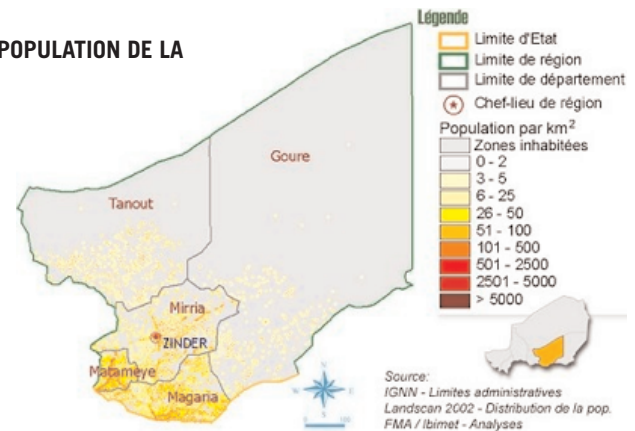 POPULATION DE LA
Légende
Limite d'Etat
Limite de région
Limite de département
Chef-lieu de région
Population par km²
Zones inhabitées
0 - 2
3 - 5
6 - 25
26 - 50
51 - 100
101 - 500
501 - 2500
2501 - 5000
> 5000
Goure
Tanout
Mirria
ZiNDER
Matameye
Magaria
N
S
Source:
IGNN - Limites administratives
Landscan 2002 - Distribution de la pop.
FMA / Ibimet - Analyses